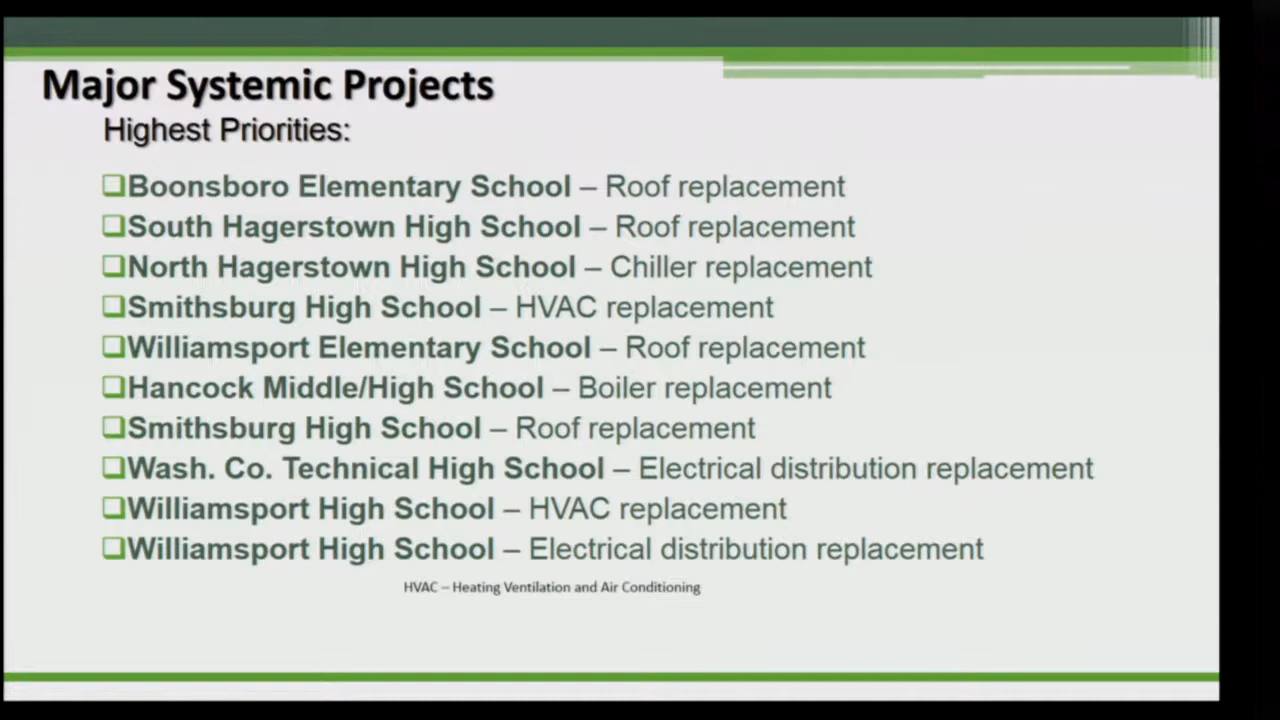 Major Systemic Projects
Highest Priorities:
❑Boonsboro Elementary School – Roof replacement
❑South Hagerstown High School – Roof replacement
❑North Hagerstown High School – Chiller replacement
❑Smithsburg High School – HVAC replacement
❑Williamsport Elementary School – Roof replacement
❑Hancock Middle/High School – Boiler replacement
❑Smithsburg High School – Roof replacement
❑Wash. Co. Technical High School – Electrical distribution replacement
❑Williamsport High School – HVAC replacement
❑Williamsport High School – Electrical distribution replacement
HVAC – Heating Ventilation and Air Conditioning